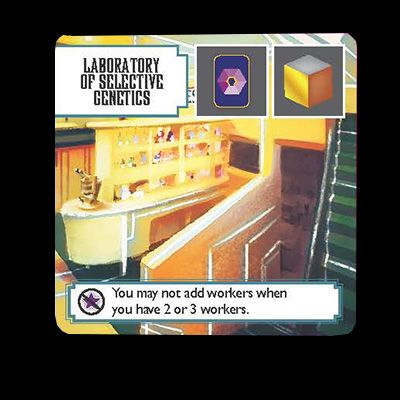 LABORATORY
OF SELECTIVE
GENETICS
You may not add workers when
you have 2 or 3 workers.